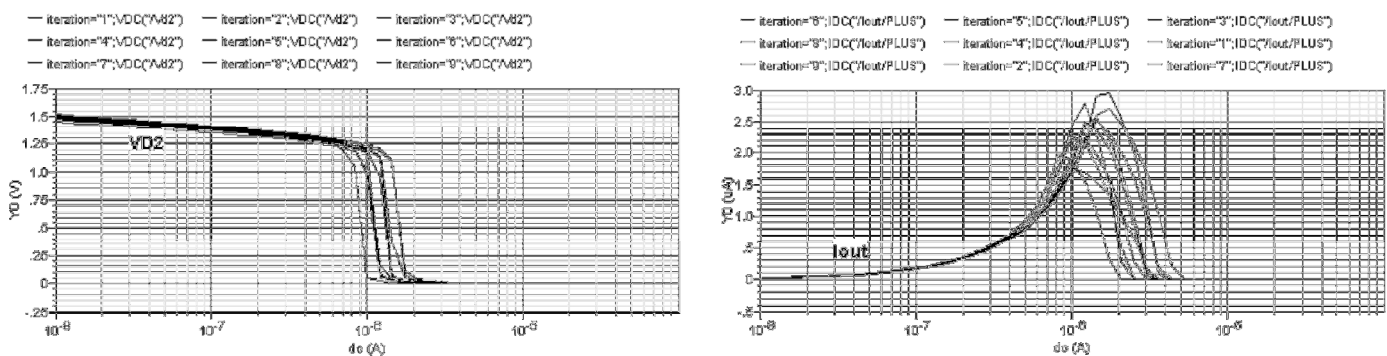 iteration="1";VDC("/Vd2") iteration="2";VDC("/Vd2") iteration="3";VDC("/Vd2")
iteration="4";VDC("/Vd2") iteration="5";VDC("/Vd2") iteration="6";VDC("/Vd2")
iteration="7";VDC("/Vd2") iteration="8";VDC("/Vd2") iteration="9";VDC("/Vd2")
1.75
1.5
VD2
1.25
1.0
.75
.5
.25
0
-.25
Y0 (V)
10-8 10-7 10-6 10-5
dc (A)
iteration="6";IDC("/Iout/PLUS") iteration="5";IDC("/Iout/PLUS") iteration="3";IDC("/Iout/PLUS")
iteration="8";IDC("/Iout/PLUS") iteration="4";IDC("/Iout/PLUS") iteration="1";IDC("/Iout/PLUS")
iteration="9";IDC("/Iout/PLUS") iteration="2";IDC("/Iout/PLUS") iteration="7";IDC("/Iout/PLUS")
3.0
2.5
2.0
1.5
1.0
.5
Iout
0
-.5
Y0 (uA)
10-8 10-7 10-6 10-5
dc (A)